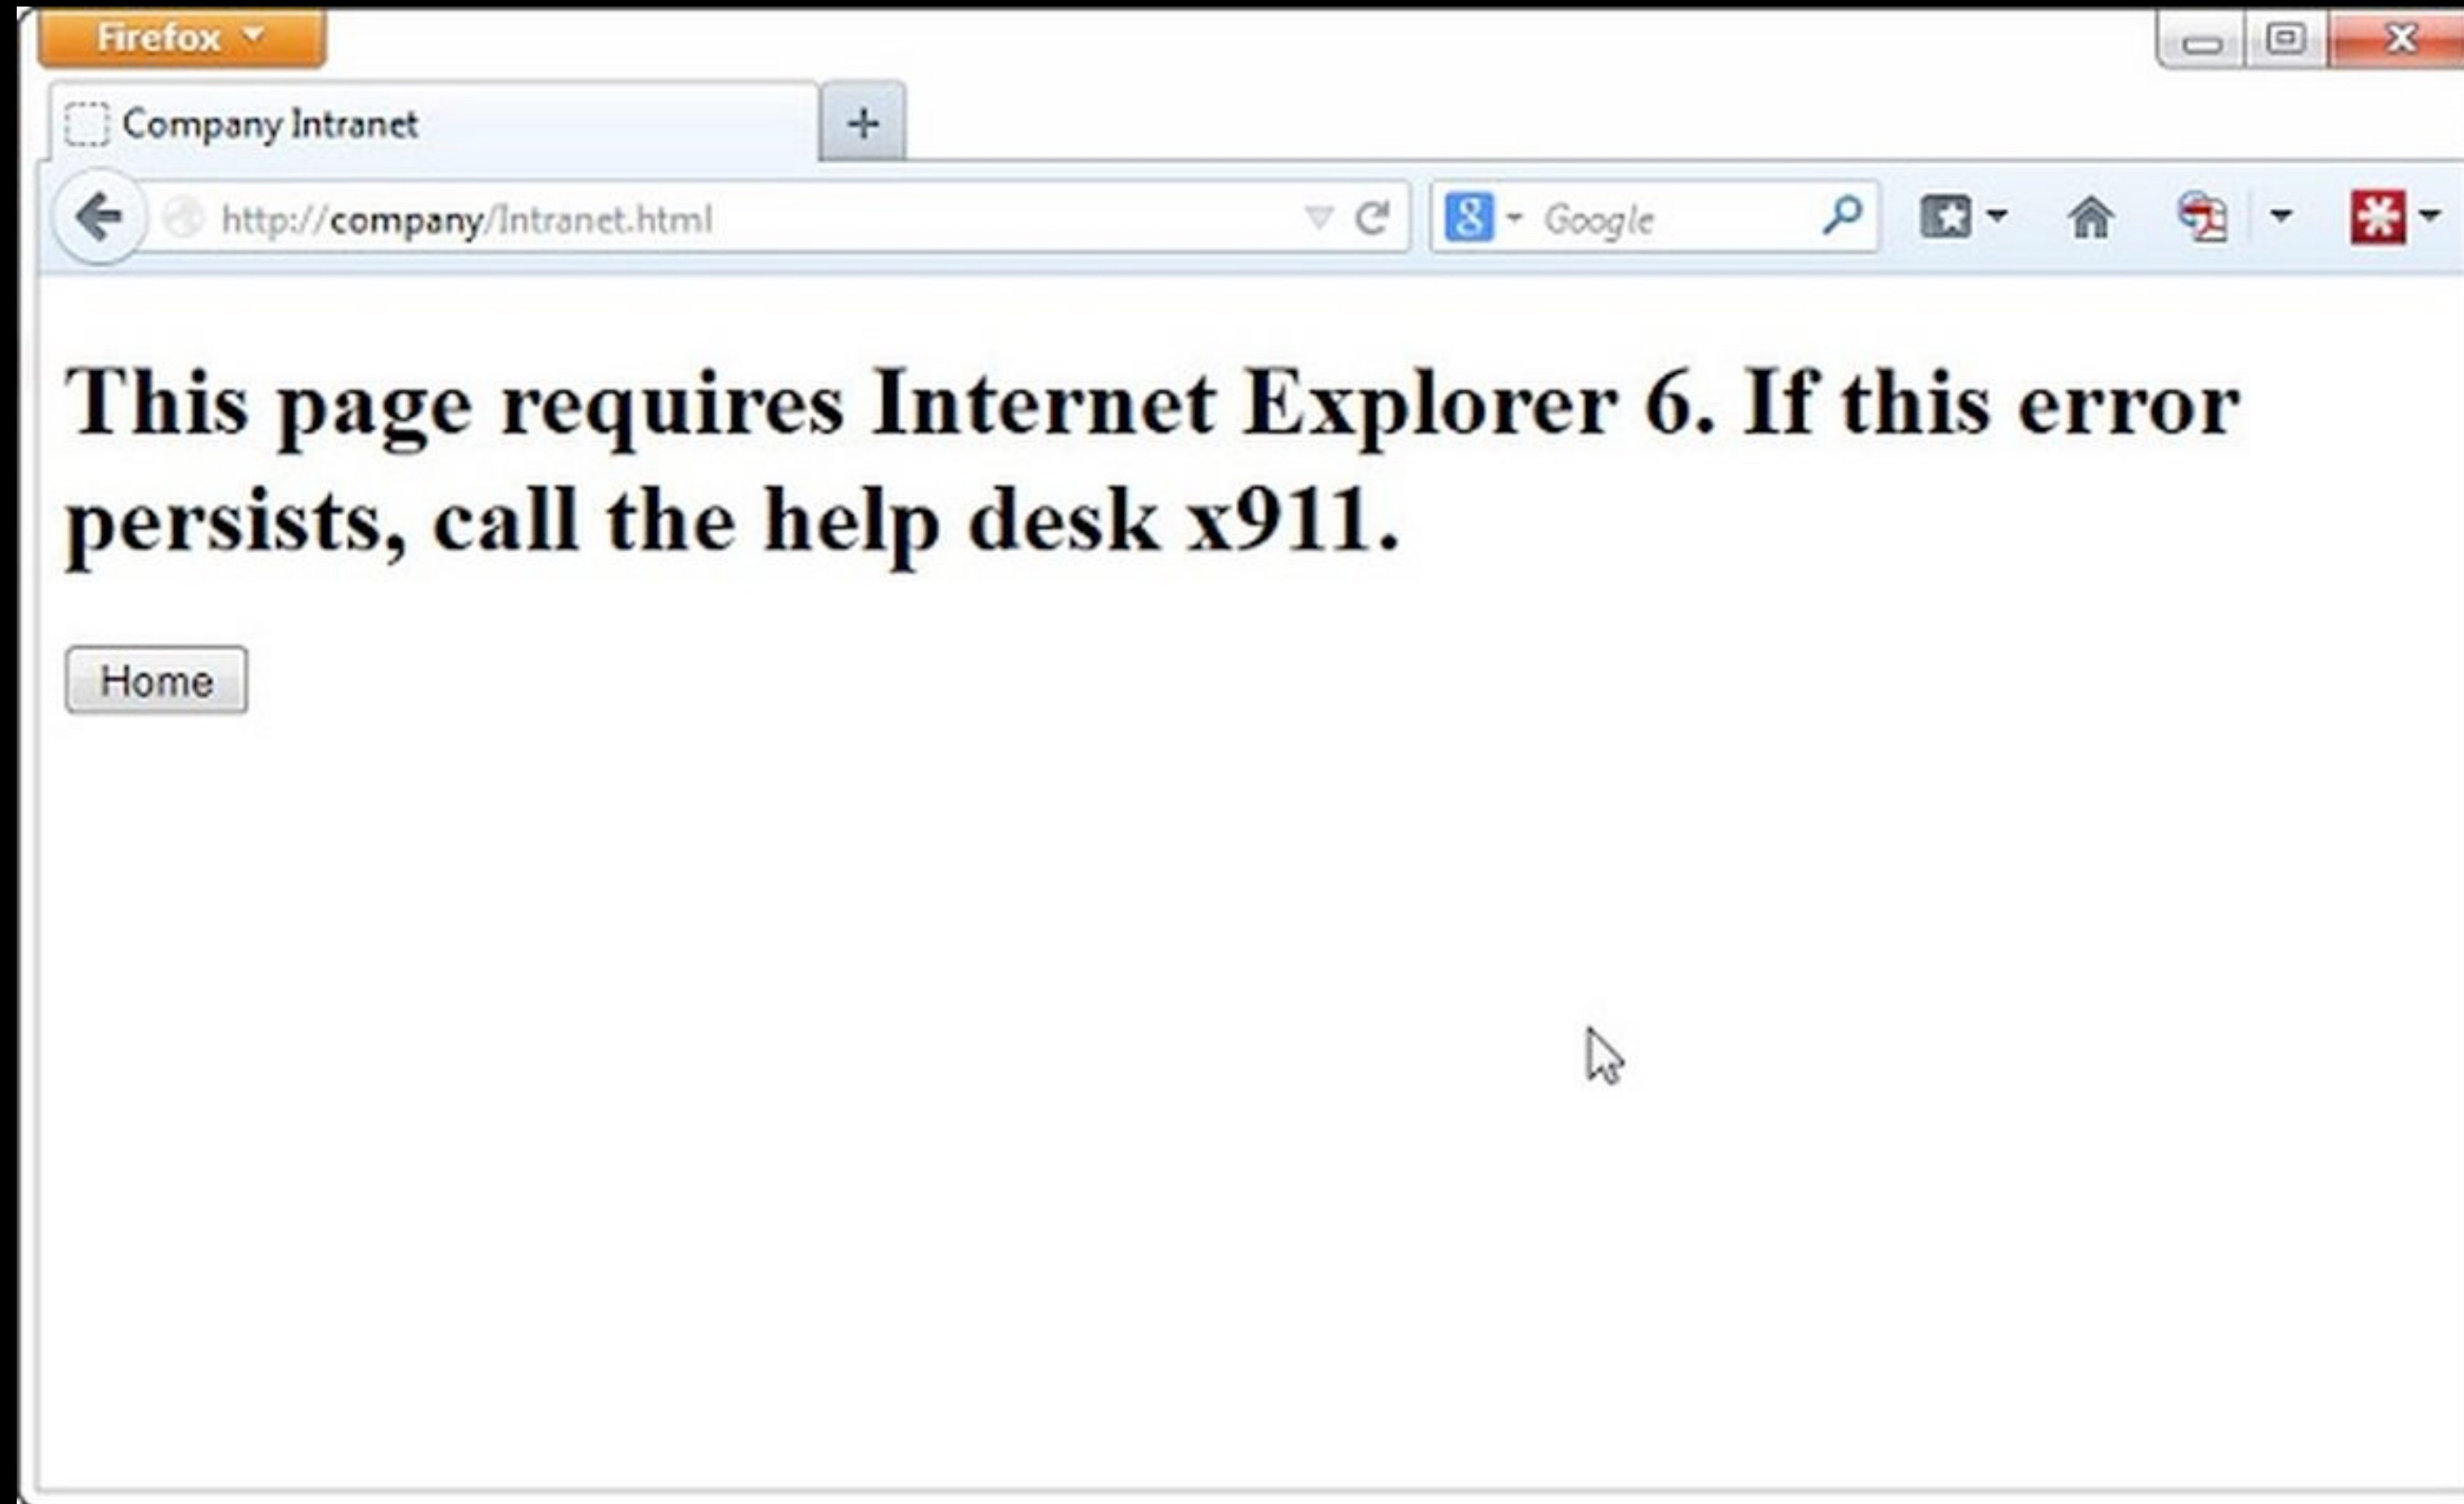 Firefox
Company Intranet
http://company/Intranet.html
Google
This page requires Internet Explorer 6. If this error
persists, call the help desk x911.
Home